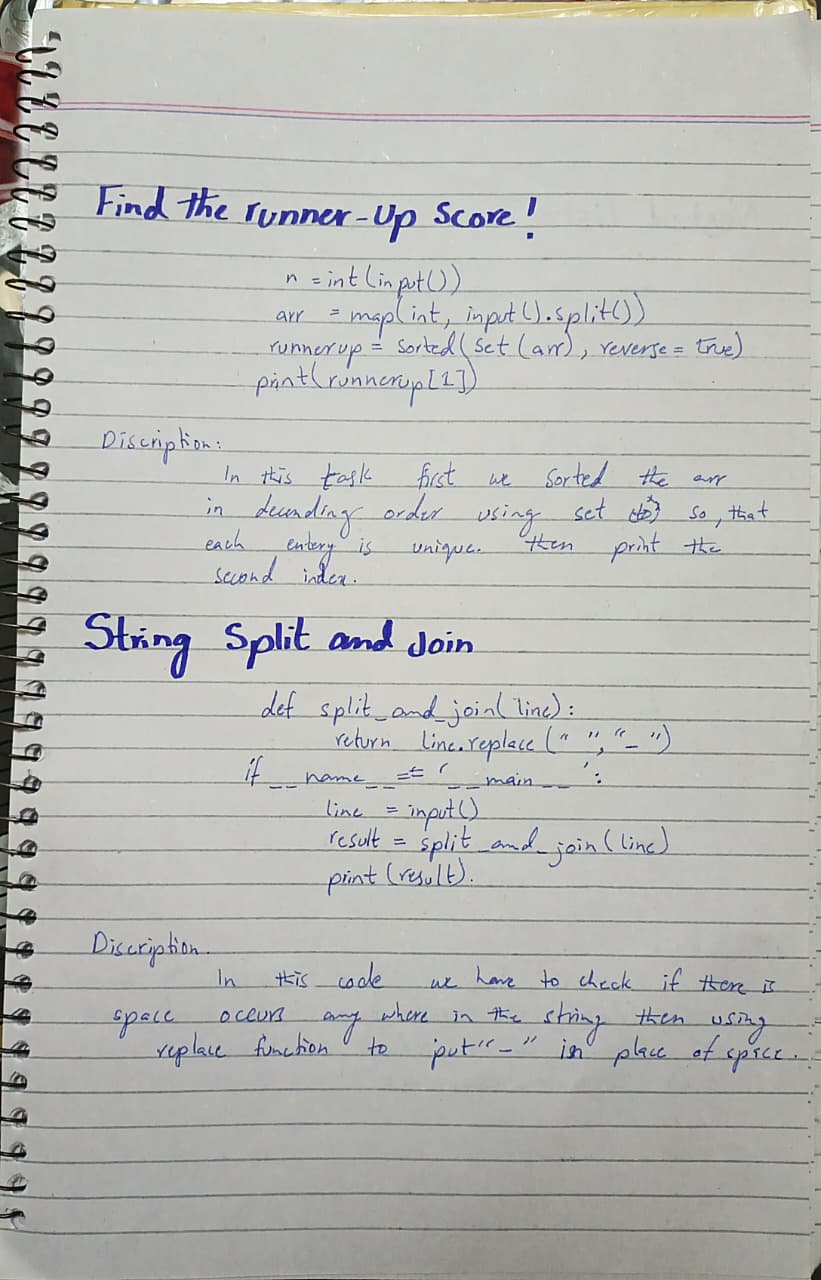 Find the runner-up score!
n = int(input())
arr = map(int, input().split())
runnerup = sorted(set(arr), reverse = true)
print(runnerup[1])
Discription:
In this task first we sorted the arr
in decending order using set so, that
each entery is unique. then print the
second index.
String Split and Join
def split_and_join(line):
return line.replace(" ", "_")
if __name__ == '__main__':
line = input()
result = split_and_join(line)
print(result).
Discription.
In this code we have to check if there is
space occurs any where in the string then using
replace function to put "-" in place of space.